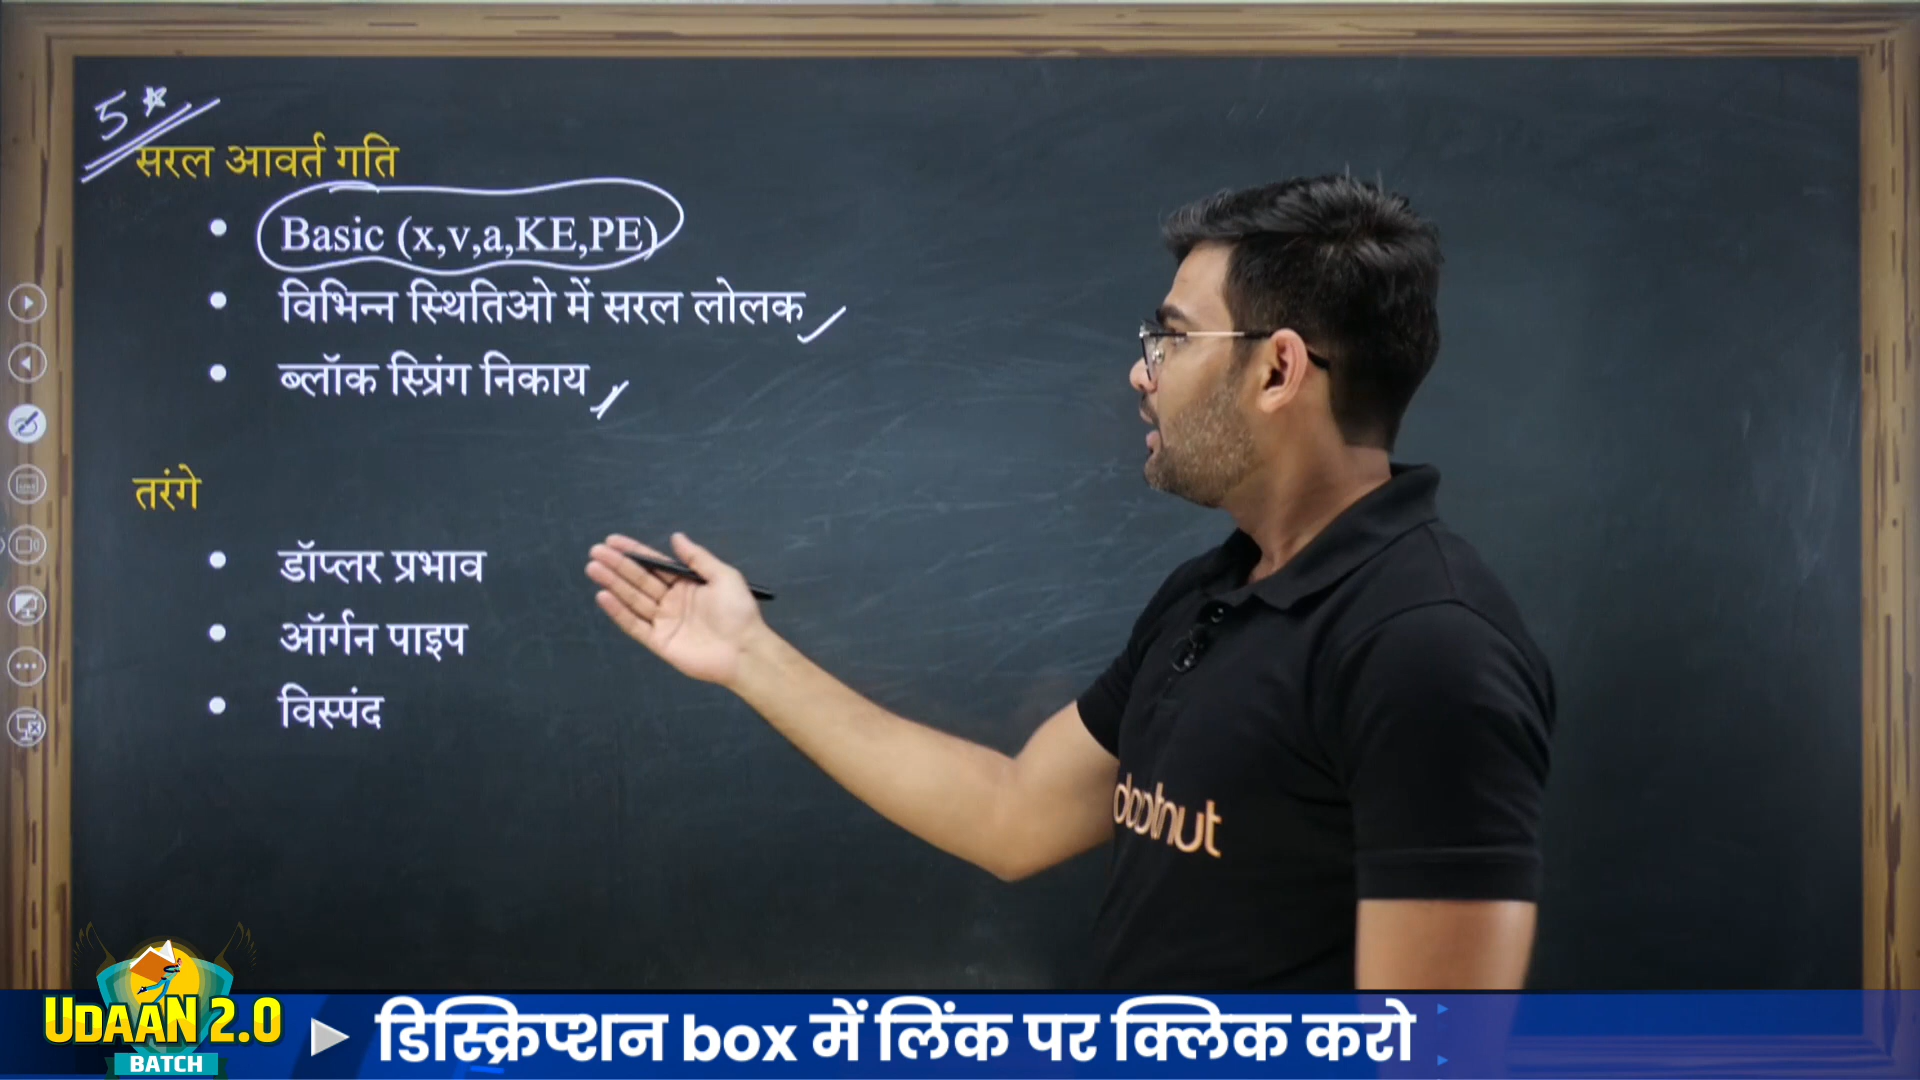 5*
सरल आवर्त गति
• Basic (x,v,a,KE,PE)
• विभिन्न स्थितिओ में सरल लोलक
• ब्लॉक स्प्रिंग निकाय
तरंगे
• डॉप्लर प्रभाव
• ऑर्गन पाइप
• विस्पंद
doubtnut
UDAAN 2.0
BATCH
डिस्क्रिप्शन box में लिंक पर क्लिक करो